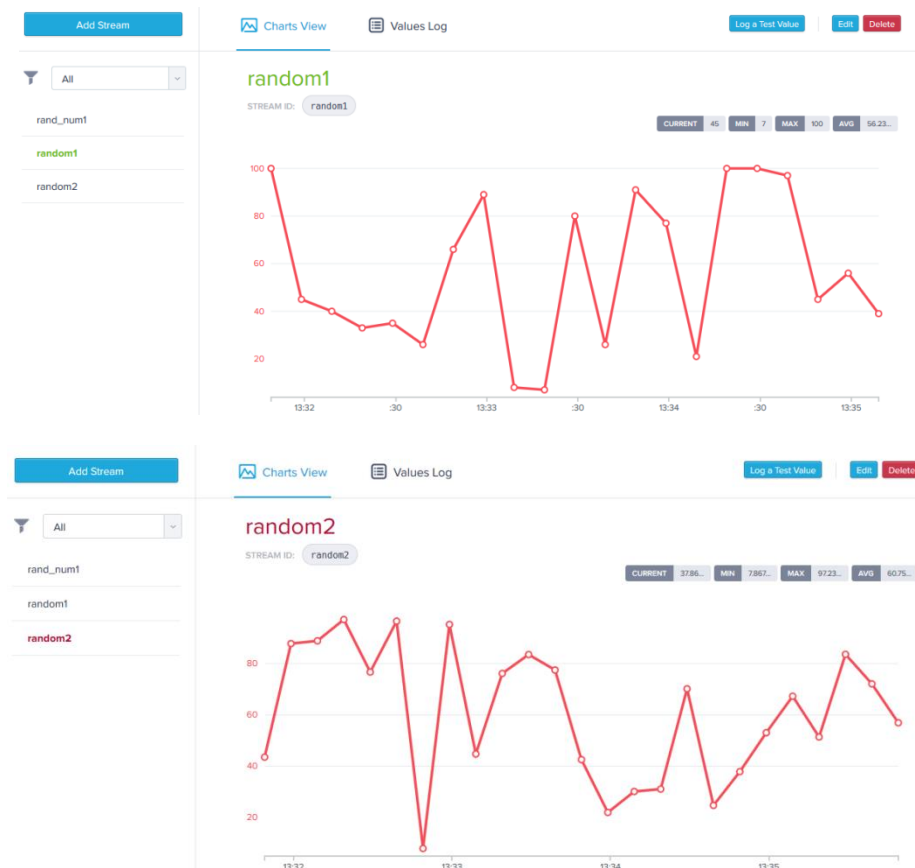 Add Stream
Charts View Values Log Log a Test Value Edit Delete
All
random1
STREAM ID: random1
rand_num1
random1
random2
CURRENT 45 MIN 7 MAX 100 AVG 56.23...
100
80
60
40
20
13:32 :30 13:33 :30 13:34 :30 13:35
Add Stream
Charts View Values Log Log a Test Value Edit Delete
All
random2
STREAM ID: random2
rand_num1
random1
random2
CURRENT 37.86... MIN 7.867... MAX 97.23... AVG 60.75...
80
60
40
20
13:32 13:33 13:34 13:35